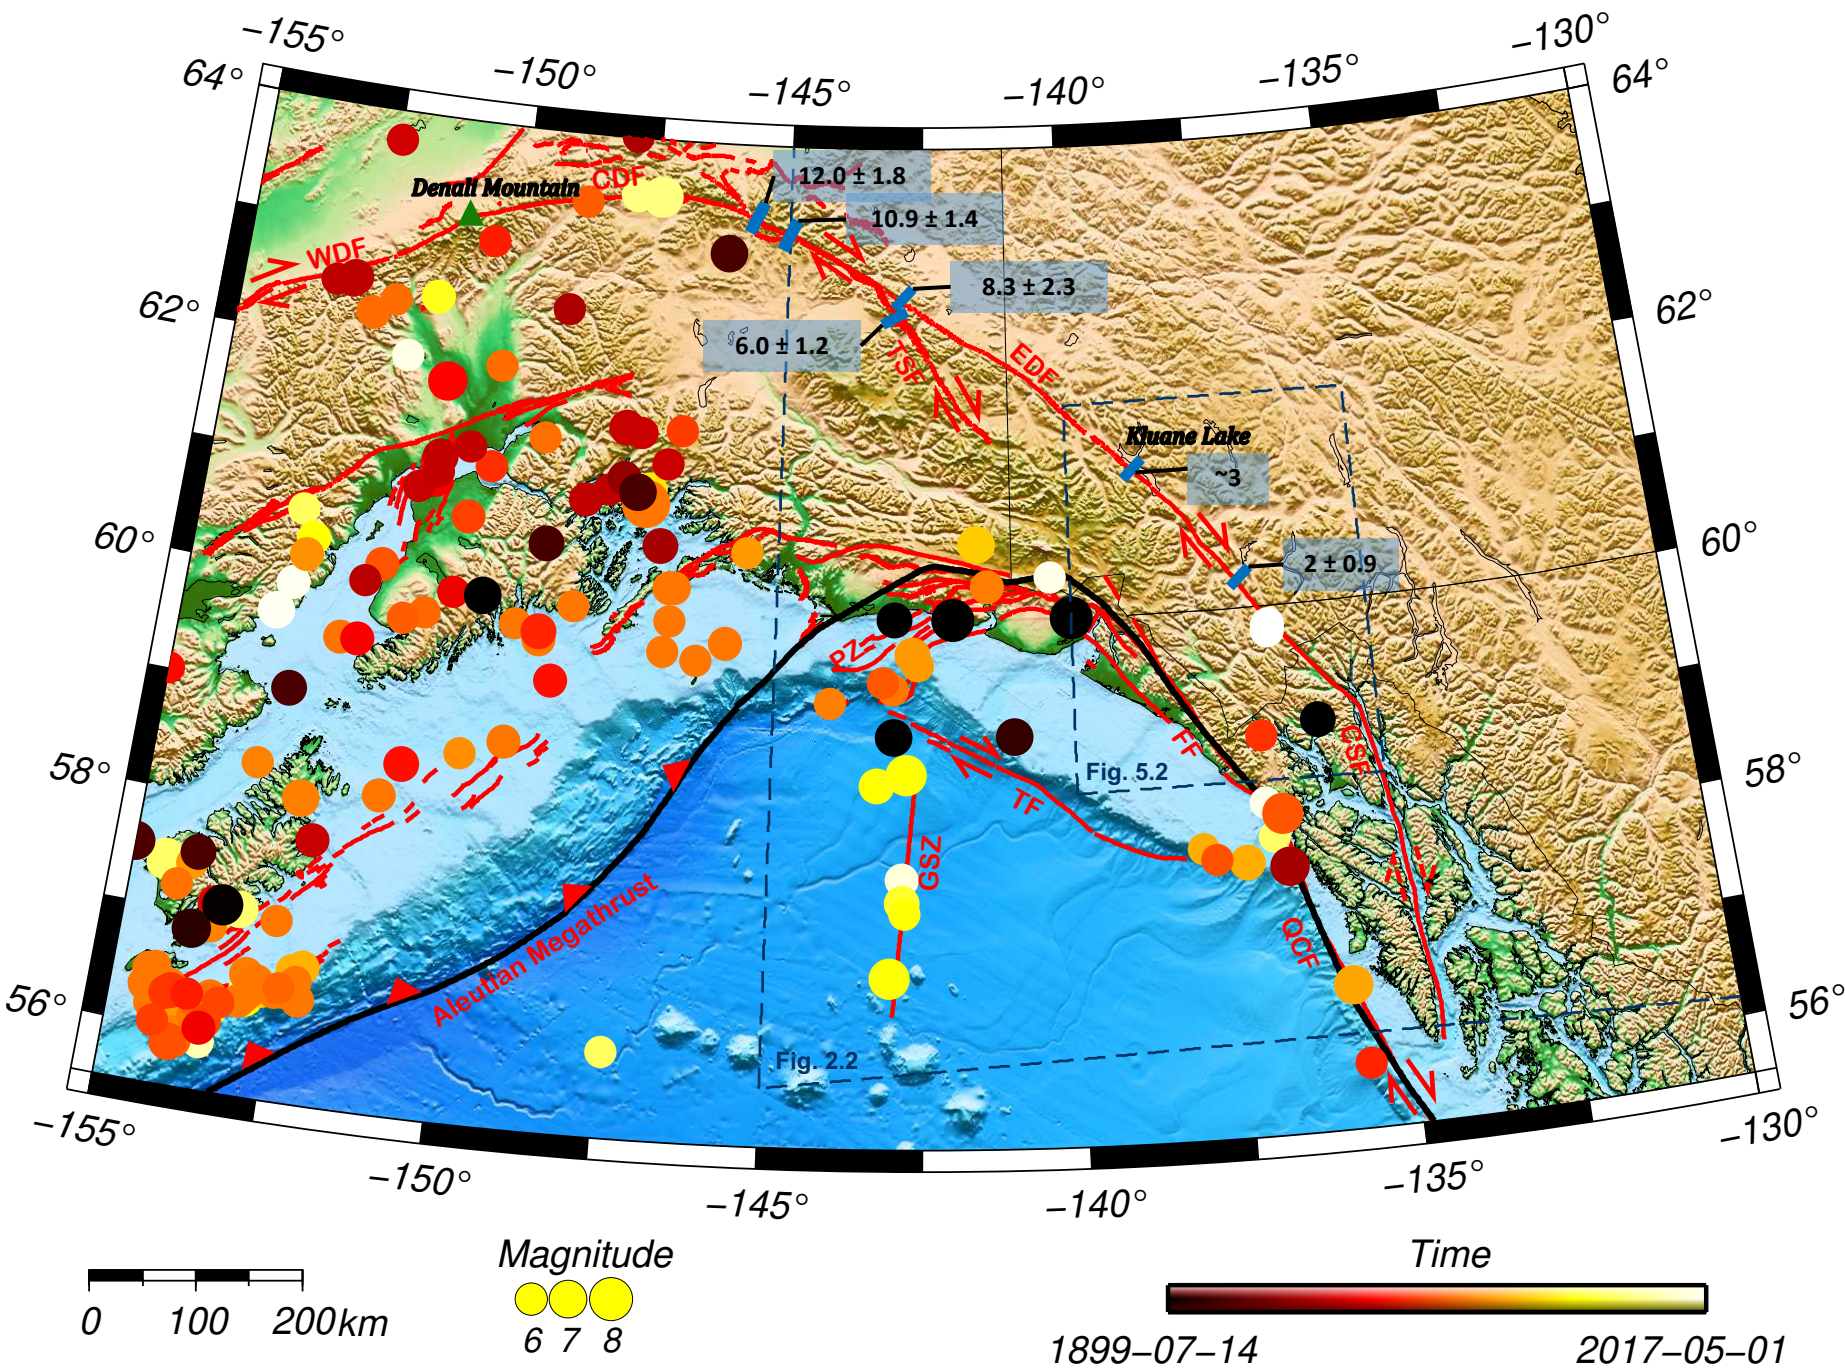 −155°
−150°
−145°
−140°
−135°
−130°
64°
64°
62°
62°
60°
60°
58°
58°
56°
56°
Denali Mountain
CDF
WDF
12.0 ± 1.8
10.9 ± 1.4
8.3 ± 2.3
6.0 ± 1.2
TSF
EDF
Kluane Lake
~3
2 ± 0.9
PZ
FF
CSF
Fig. 5.2
TF
GSZ
QCF
Aleutian Megathrust
Fig. 2.2
−155°
−150°
−145°
−140°
−135°
−130°
0 100 200km
Magnitude
6 7 8
Time
1899−07−14 2017−05−01